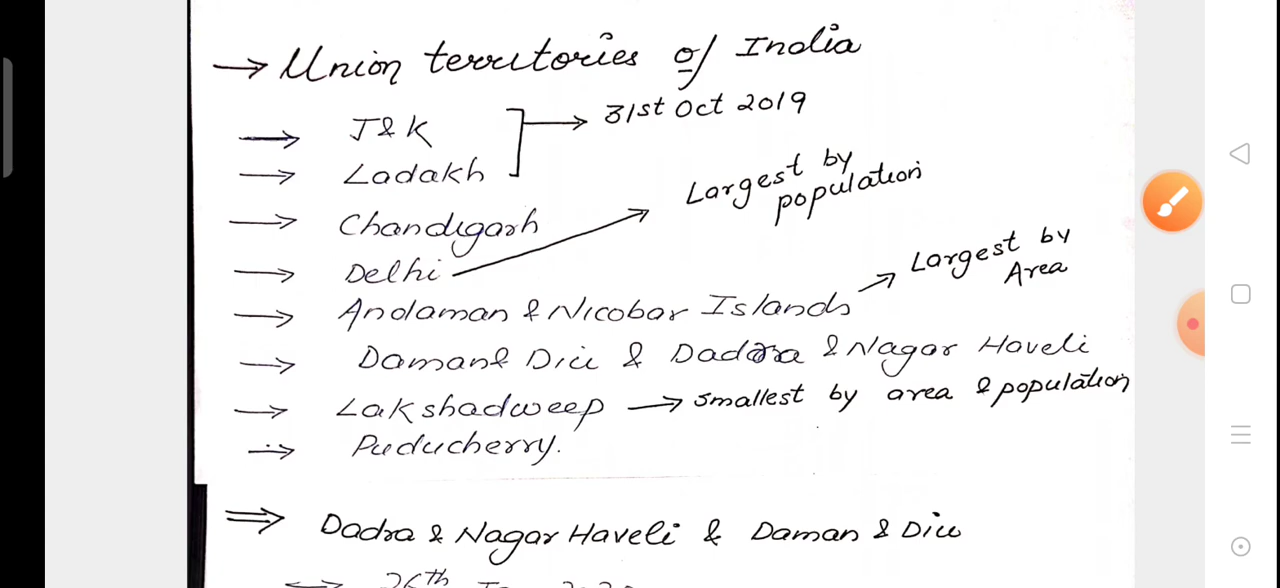 → Union territories of India
→ J & K
31st Oct 2019
→ Ladakh
→ Chandigarh
Largest by
population
→ Delhi
→ Andaman & Nicobar Islands → Largest by
Area
→ Daman & Diu & Dadra & Nagar Haveli
→ Lakshadweep → smallest by area & population
→ Puducherry.
⇒ Dadra & Nagar Haveli & Daman & Diu
26th